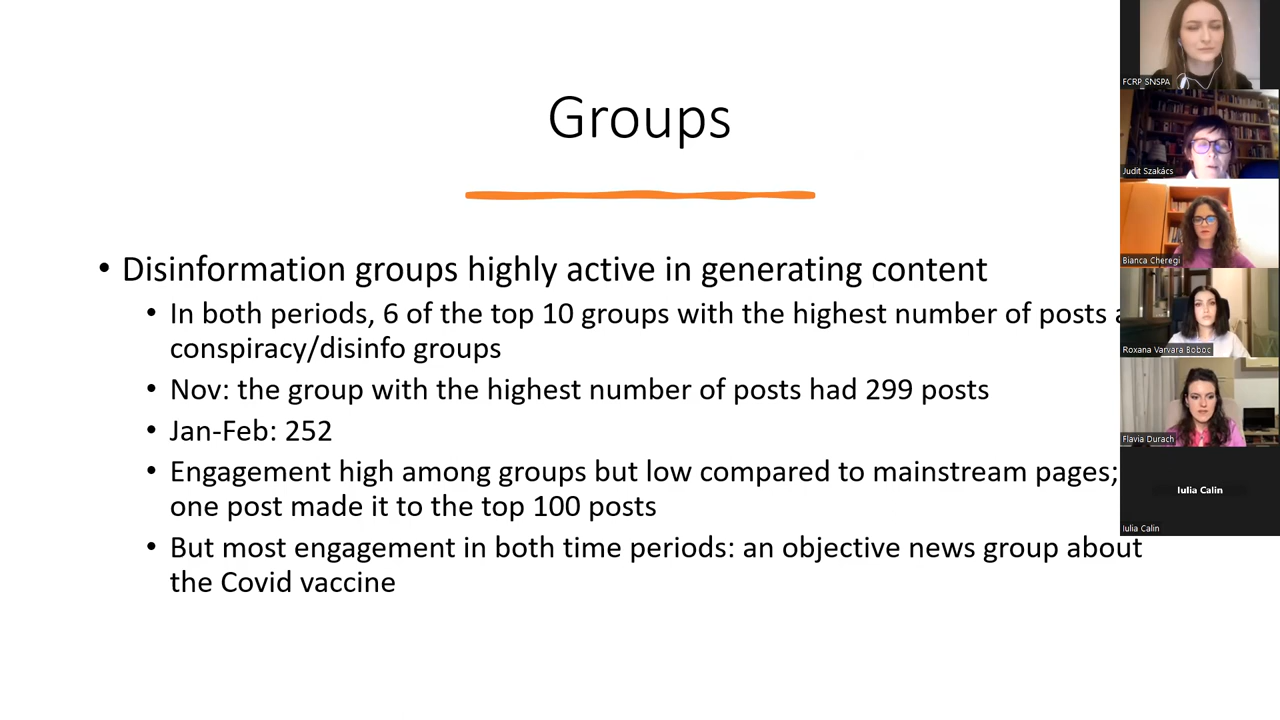 Groups
• Disinformation groups highly active in generating content
• In both periods, 6 of the top 10 groups with the highest number of posts
conspiracy/disinfo groups
• Nov: the group with the highest number of posts had 299 posts
• Jan-Feb: 252
• Engagement high among groups but low compared to mainstream pages;
one post made it to the top 100 posts
• But most engagement in both time periods: an objective news group about
the Covid vaccine
FCRP SNSPA
Judit Szakács
Bianca Cheregi
Roxana Varvara Boboc
Flavia Durach
Iulia Calin
Iulia Calin